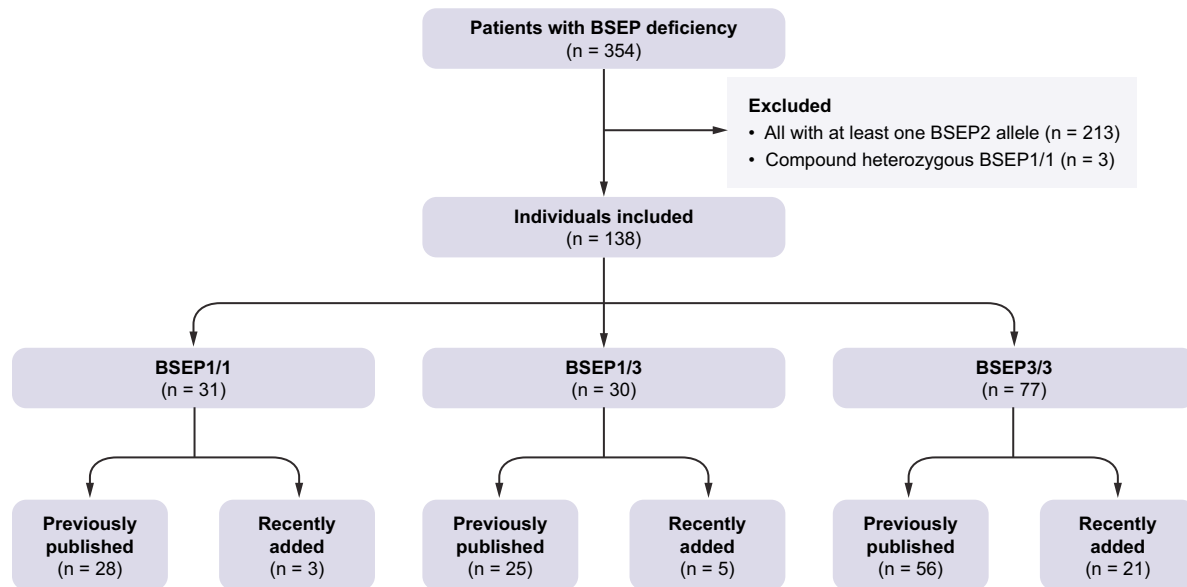 Patients with BSEP deficiency
(n = 354)
Excluded
• All with at least one BSEP2 allele (n = 213)
• Compound heterozygous BSEP1/1 (n = 3)
Individuals included
(n = 138)
BSEP1/1
(n = 31)
BSEP1/3
(n = 30)
BSEP3/3
(n = 77)
Previously
published
(n = 28)
Recently
added
(n = 3)
Previously
published
(n = 25)
Recently
added
(n = 5)
Previously
published
(n = 56)
Recently
added
(n = 21)